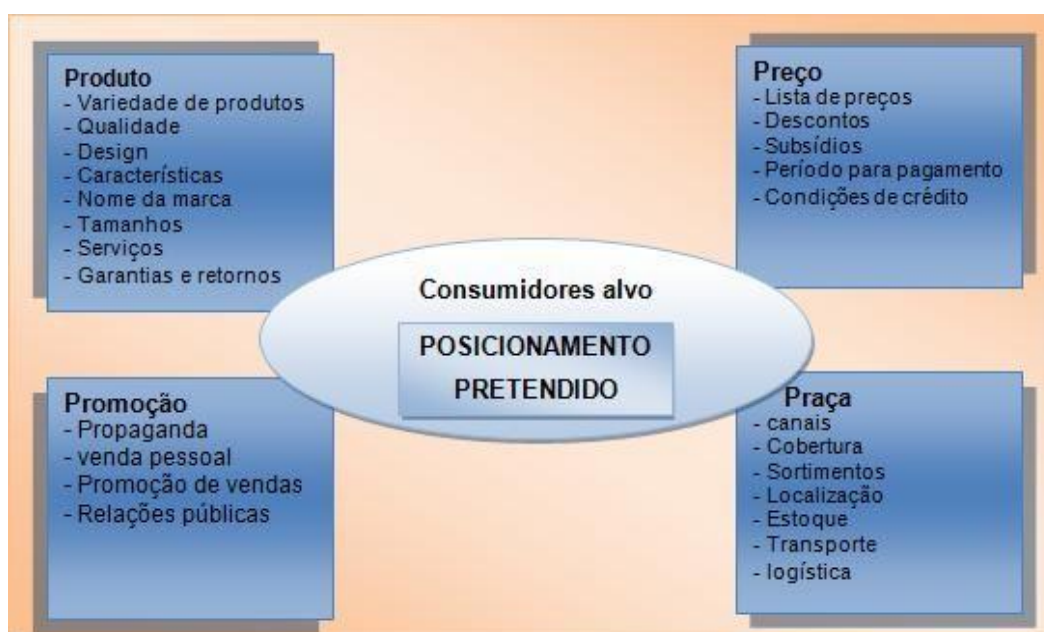 Produto
- Variedade de produtos
- Qualidade
- Design
- Características
- Nome da marca
- Tamanhos
- Serviços
- Garantias e retornos
Preço
- Lista de preços
- Descontos
- Subsídios
- Período para pagamento
- Condições de crédito
Consumidores alvo
POSICIONAMENTO
PRETENDIDO
Promoção
- Propaganda
- venda pessoal
- Promoção de vendas
- Relações públicas
Praça
- canais
- Cobertura
- Sortimentos
- Localização
- Estoque
- Transporte
- logística